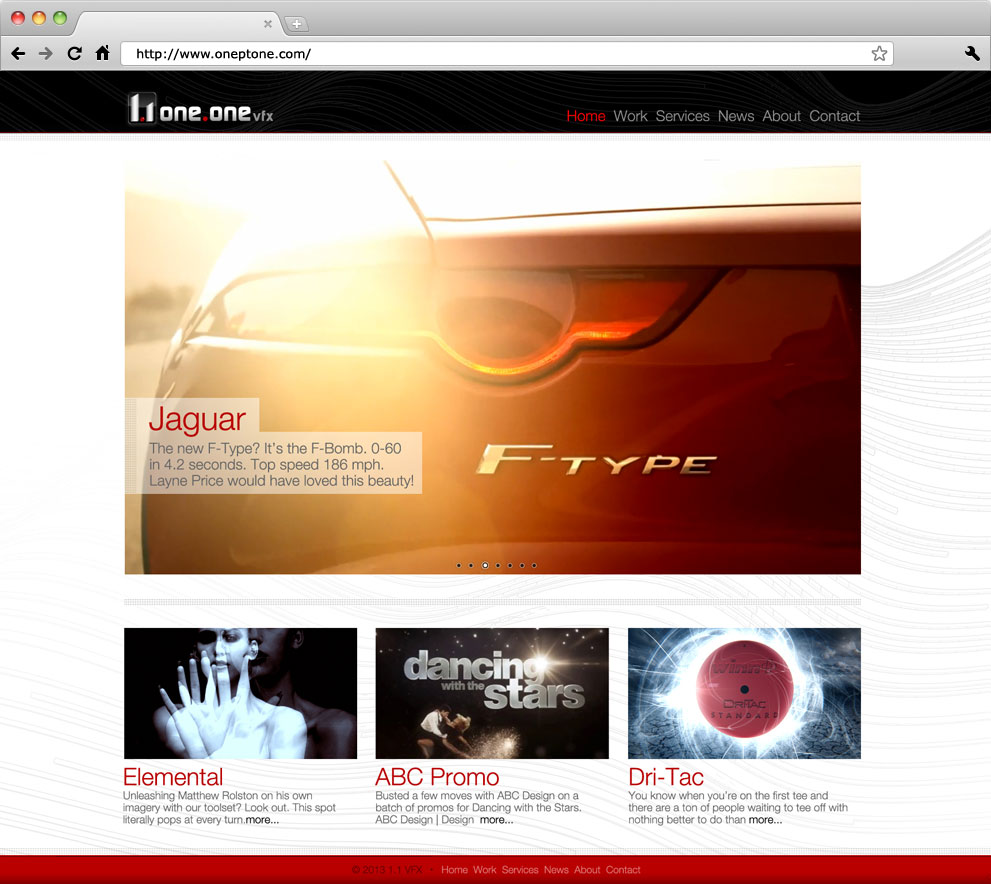 http://www.oneptone.com/
1.1 one.one vfx
Home Work Services News About Contact
F-TYPE
Jaguar
The new F-Type? It's the F-Bomb. 0-60
in 4.2 seconds. Top speed 186 mph.
Layne Price would have loved this beauty!
dancing
with the
stars
DRI-TAC
STANDARD
Elemental
Unleashing Matthew Rolston on his own
imagery with our toolset? Look out. This spot
literally pops at every turn.more...
ABC Promo
Busted a few moves with ABC Design on a
batch of promos for Dancing with the Stars.
ABC Design | Design more...
Dri-Tac
You know when you're on the first tee and
there are a ton of people waiting to tee off with
nothing better to do than more...
© 2013 1.1 VFX - Home Work Services News About Contact